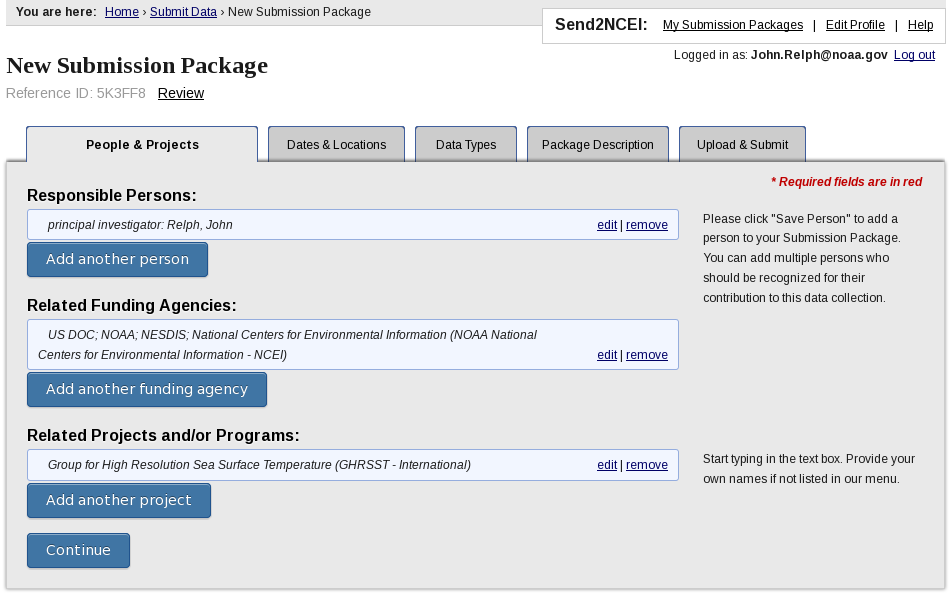 You are here: Home › Submit Data › New Submission Package
Send2NCEI: My Submission Packages | Edit Profile | Help
Logged in as: John.Relph@noaa.gov Log out
New Submission Package
Reference ID: 5K3FF8 Review
People & Projects
Dates & Locations
Data Types
Package Description
Upload & Submit
* Required fields are in red
Responsible Persons:
principal investigator: Relph, John
edit | remove
Add another person
Please click "Save Person" to add a
person to your Submission Package.
You can add multiple persons who
should be recognized for their
contribution to this data collection.
Related Funding Agencies:
US DOC; NOAA; NESDIS; National Centers for Environmental Information (NOAA National
Centers for Environmental Information - NCEI)
edit | remove
Add another funding agency
Related Projects and/or Programs:
Group for High Resolution Sea Surface Temperature (GHRSST - International)
edit | remove
Add another project
Start typing in the text box. Provide your
own names if not listed in our menu.
Continue